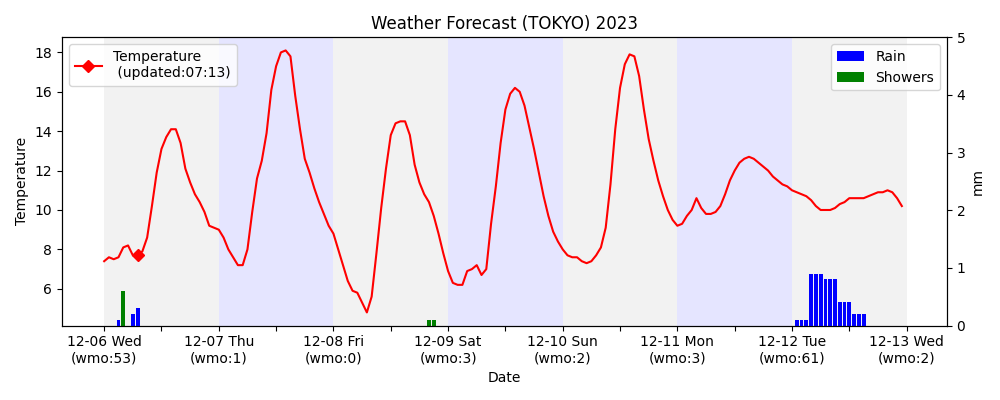 Weather Forecast (TOKYO) 2023
Temperature
(updated:07:13)
Rain
Showers
18
16
14
12
10
8
6
Temperature
5
4
3
2
1
0
mm
12-06 Wed 12-07 Thu 12-08 Fri 12-09 Sat 12-10 Sun 12-11 Mon 12-12 Tue 12-13 Wed
(wmo:53) (wmo:1) (wmo:0) (wmo:3) (wmo:2) (wmo:3) (wmo:61) (wmo:2)
Date